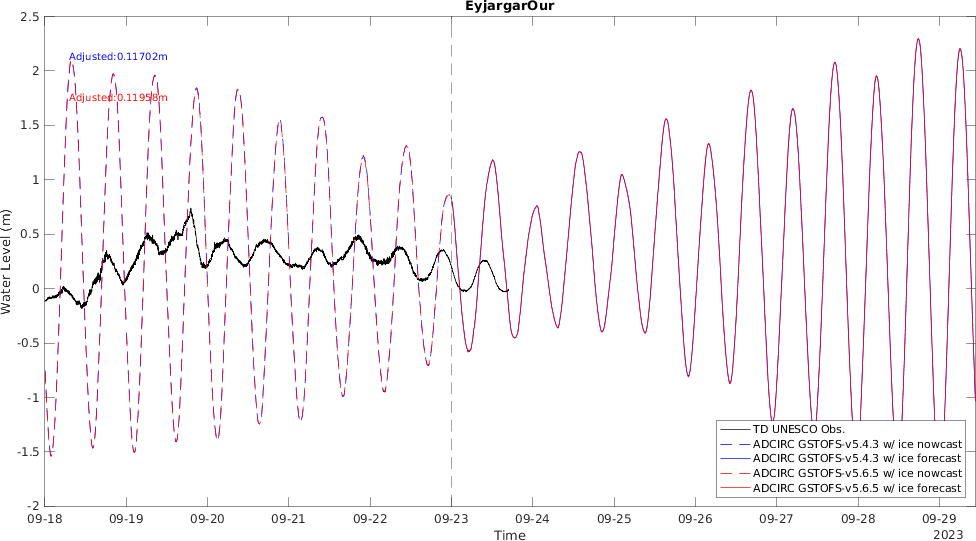 EyjargarOur
2.5
2
1.5
1
0.5
0
-0.5
-1
-1.5
-2
Water Level (m)
Adjusted:0.11702m
Adjusted:0.11958m
TD UNESCO Obs.
ADCIRC GSTOFS-v5.4.3 w/ ice nowcast
ADCIRC GSTOFS-v5.4.3 w/ ice forecast
ADCIRC GSTOFS-v5.6.5 w/ ice nowcast
ADCIRC GSTOFS-v5.6.5 w/ ice forecast
09-18 09-19 09-20 09-21 09-22 09-23 09-24 09-25 09-26 09-27 09-28 09-29
Time
2023